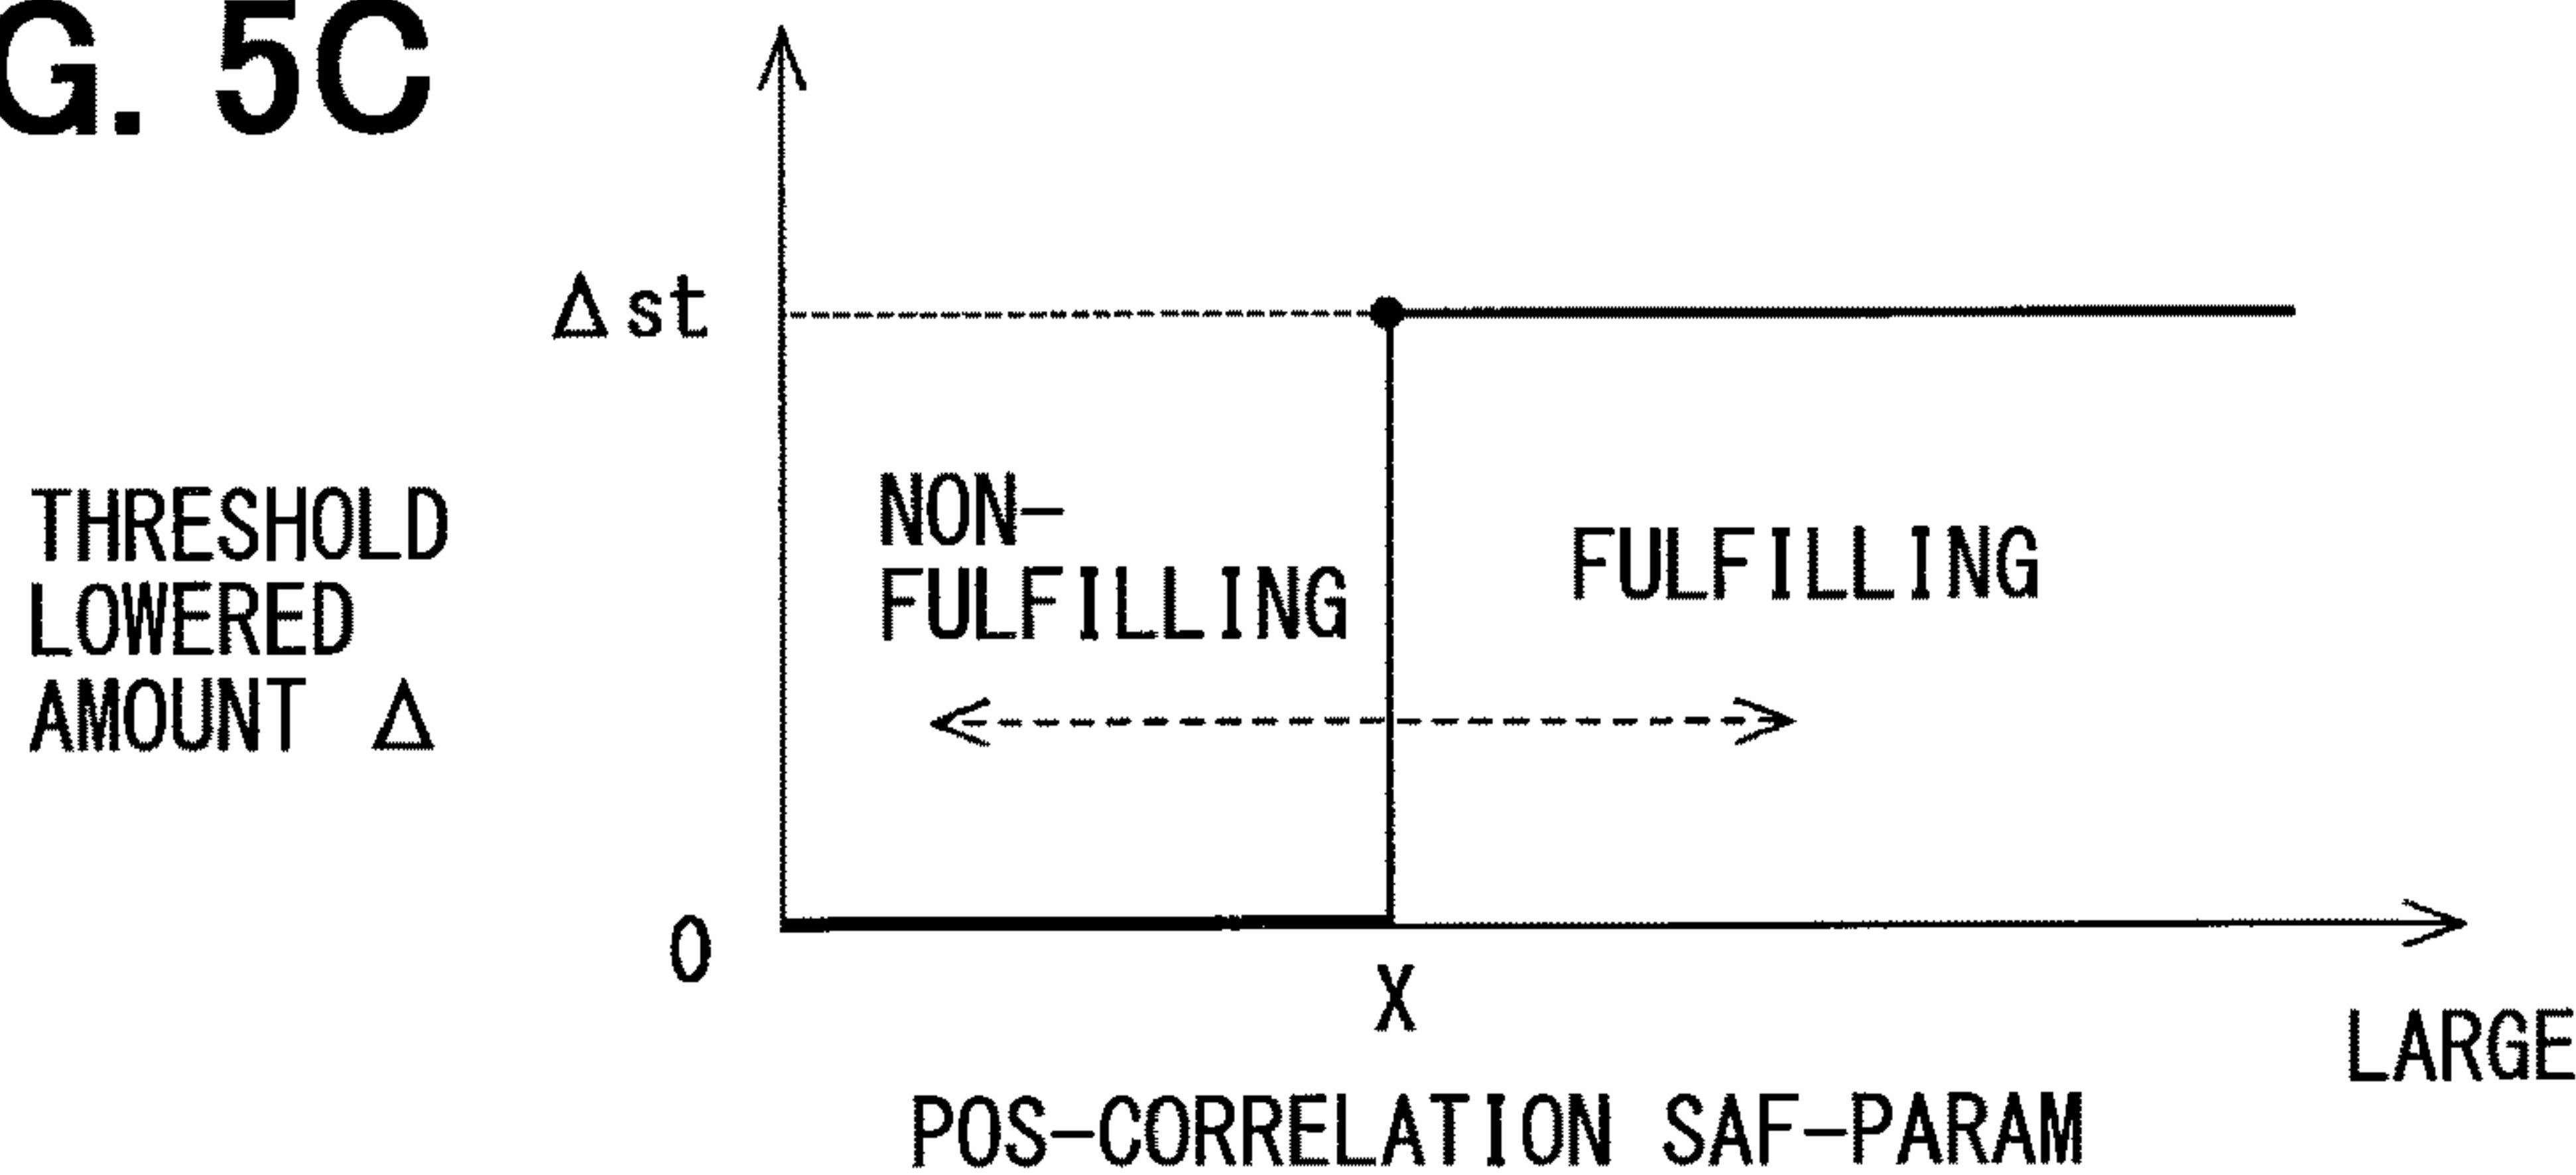 G. 5C
Δst
THRESHOLD
LOWERED
AMOUNT Δ
NON-
FULFILLING
FULFILLING
0
X
LARGE
POS-CORRELATION SAF-PARAM